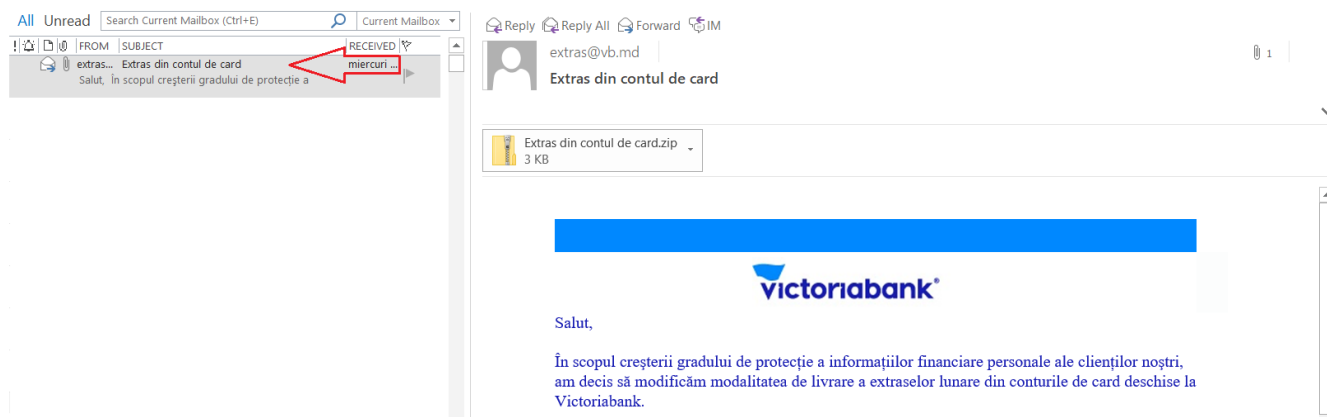 All Unread Search Current Mailbox (Ctrl+E) Current Mailbox
! FROM SUBJECT RECEIVED
extras... Extras din contul de card miercuri ...
Salut, În scopul creşterii gradului de protecţie a
Reply Reply All Forward IM
extras@vb.md 1
Extras din contul de card
Extras din contul de card.zip
3 KB
victoriabank®
Salut,
În scopul creşterii gradului de protecţie a informaţiilor financiare personale ale clienţilor noştri,
am decis să modificăm modalitatea de livrare a extraselor lunare din conturile de card deschise la
Victoriabank.